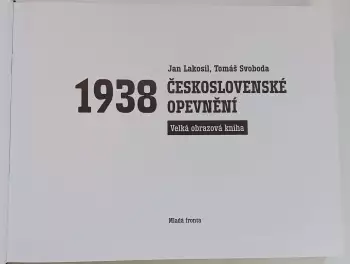 Jan Lakosil, Tomáš Svoboda
1938 ČESKOSLOVENSKÉ
OPEVNĚNÍ
Velká obrazová kniha
Mladá fronta